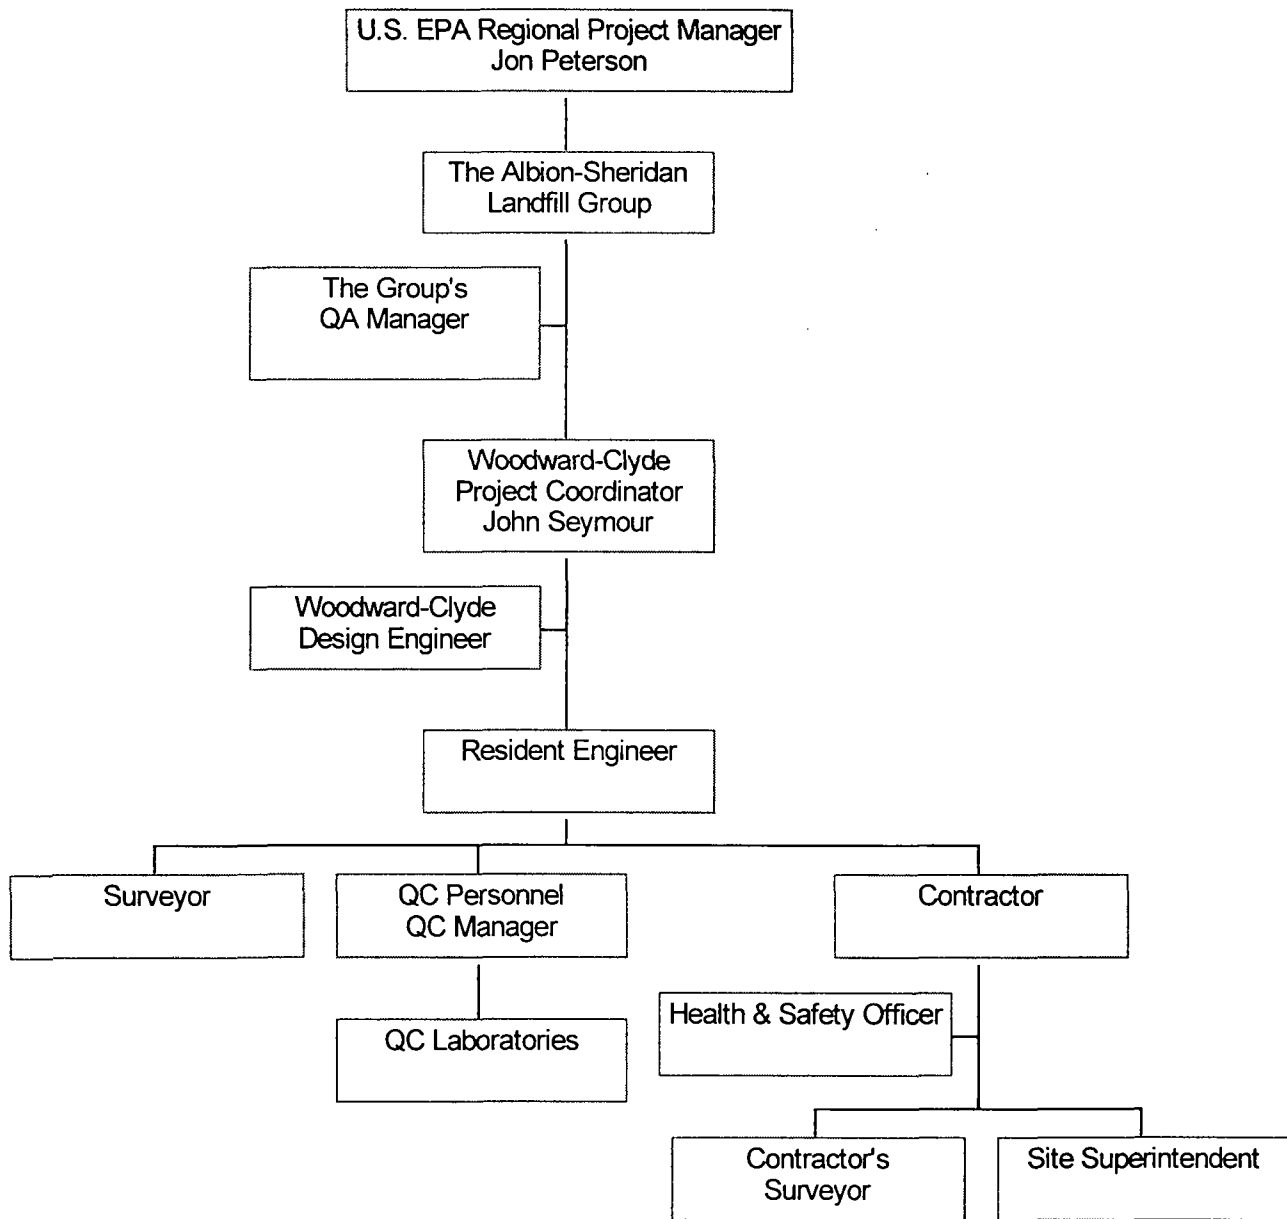 U.S. EPA Regional Project Manager
Jon Peterson
The Albion-Sheridan
Landfill Group
The Group's
QA Manager
Woodward-Clyde
Project Coordinator
John Seymour
Woodward-Clyde
Design Engineer
Resident Engineer
Surveyor
QC Personnel
QC Manager
Contractor
QC Laboratories
Health & Safety Officer
Contractor's
Surveyor
Site Superintendent